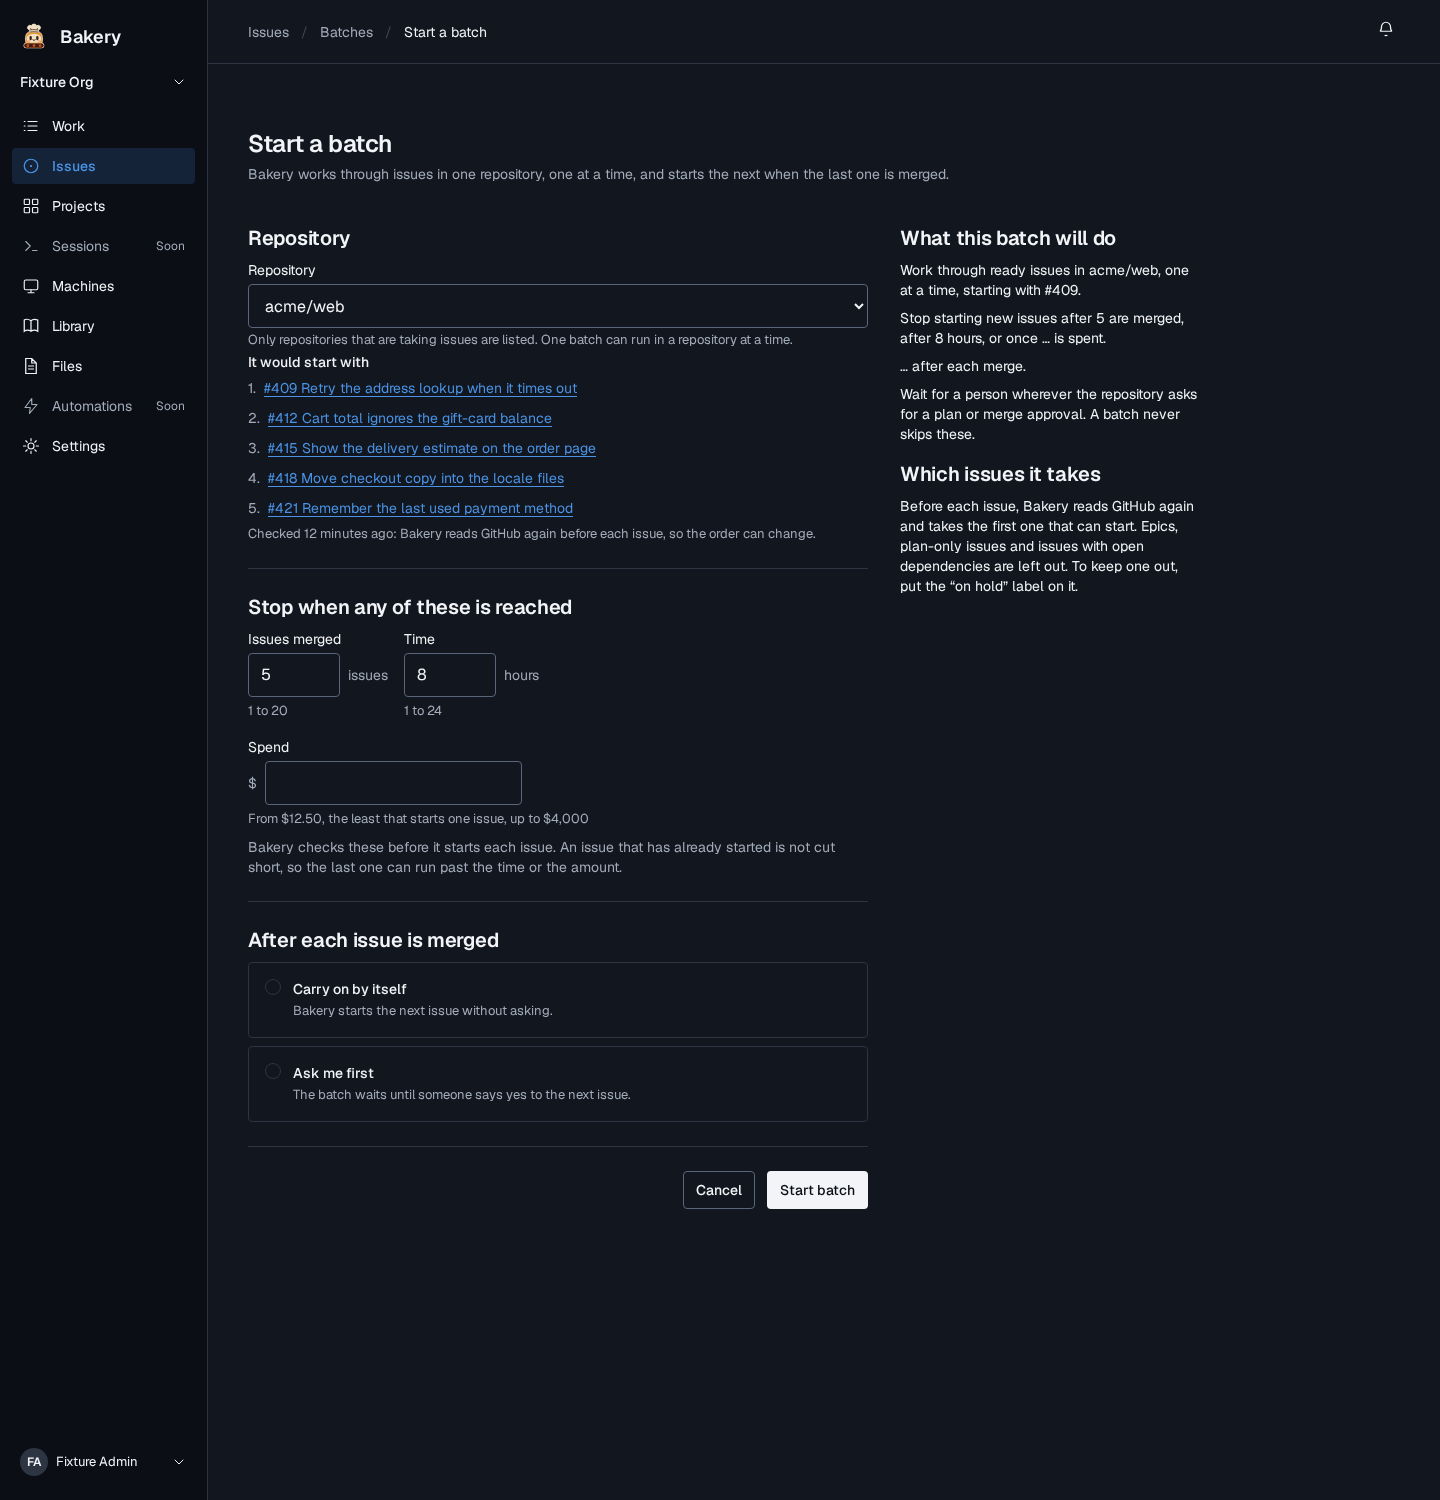 Bakery
Fixture Org
Work
Issues
Projects
Sessions Soon
Machines
Library
Files
Automations Soon
Settings
FA Fixture Admin
Issues / Batches / Start a batch
Start a batch
Bakery works through issues in one repository, one at a time, and starts the next when the last one is merged.
Repository
Repository
acme/web
Only repositories that are taking issues are listed. One batch can run in a repository at a time.
It would start with
1. #409 Retry the address lookup when it times out
2. #412 Cart total ignores the gift-card balance
3. #415 Show the delivery estimate on the order page
4. #418 Move checkout copy into the locale files
5. #421 Remember the last used payment method
Checked 12 minutes ago: Bakery reads GitHub again before each issue, so the order can change.
Stop when any of these is reached
Issues merged Time
5 issues 8 hours
1 to 20 1 to 24
Spend
$
From $12.50, the least that starts one issue, up to $4,000
Bakery checks these before it starts each issue. An issue that has already started is not cut
short, so the last one can run past the time or the amount.
After each issue is merged
Carry on by itself
Bakery starts the next issue without asking.
Ask me first
The batch waits until someone says yes to the next issue.
Cancel Start batch
What this batch will do
Work through ready issues in acme/web, one
at a time, starting with #409.
Stop starting new issues after 5 are merged,
after 8 hours, or once … is spent.
… after each merge.
Wait for a person wherever the repository asks
for a plan or merge approval. A batch never
skips these.
Which issues it takes
Before each issue, Bakery reads GitHub again
and takes the first one that can start. Epics,
plan-only issues and issues with open
dependencies are left out. To keep one out,
put the “on hold” label on it.